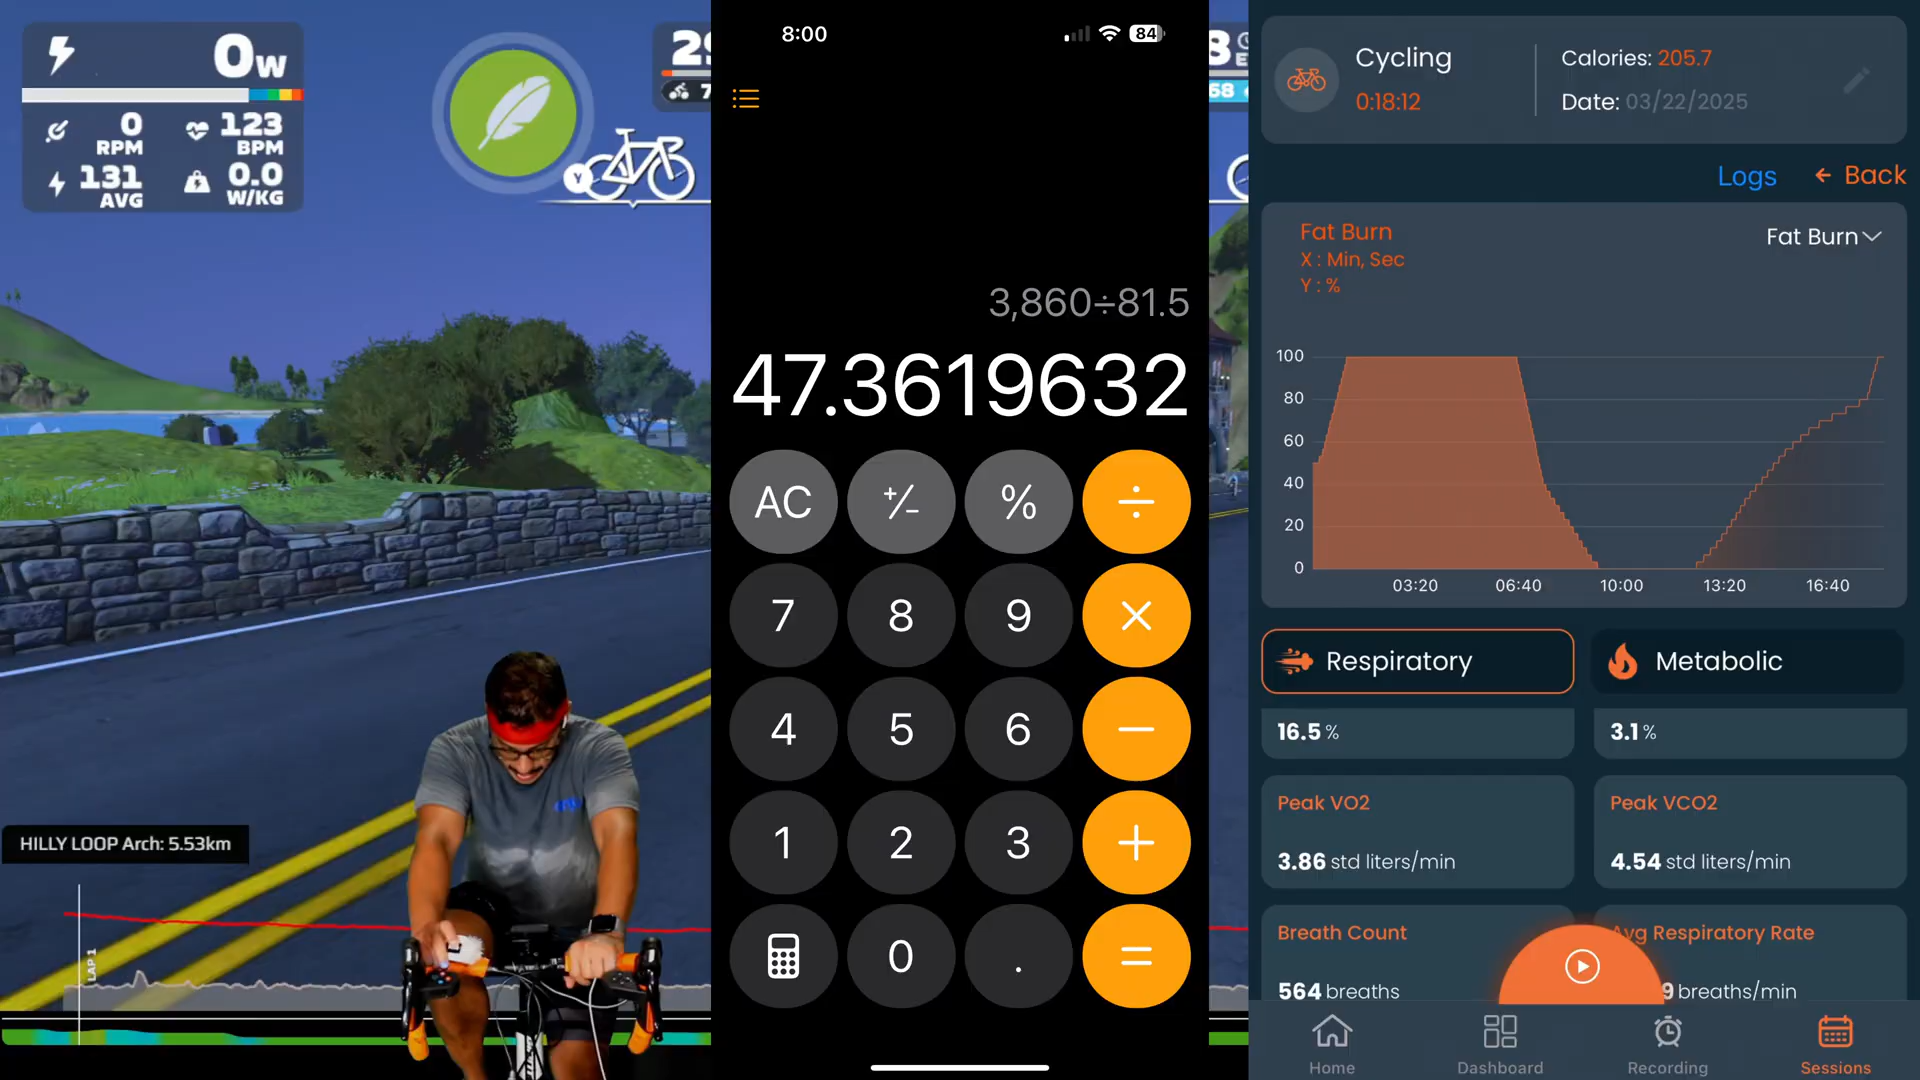 0w
0
RPM
123
BPM
131
AVG
0.0
W/KG
Y
HILLY LOOP Arch: 5.53km
LAP 1
8:00
84
3,860÷81.5
47.3619632
AC
+/-
%
÷
7
8
9
×
4
5
6
−
1
2
3
+
0
.
=
68
Cycling
0:18:12
Calories: 205.7
Date: 03/22/2025
Logs
Back
Fat Burn
X : Min, Sec
Y : %
Fat Burn
100
80
60
40
20
0
03:20
06:40
10:00
13:20
16:40
Respiratory
Metabolic
16.5 %
3.1 %
Peak VO2
3.86 std liters/min
Peak VCO2
4.54 std liters/min
Breath Count
564 breaths
Avg Respiratory Rate
9 breaths/min
Home
Dashboard
Recording
Sessions